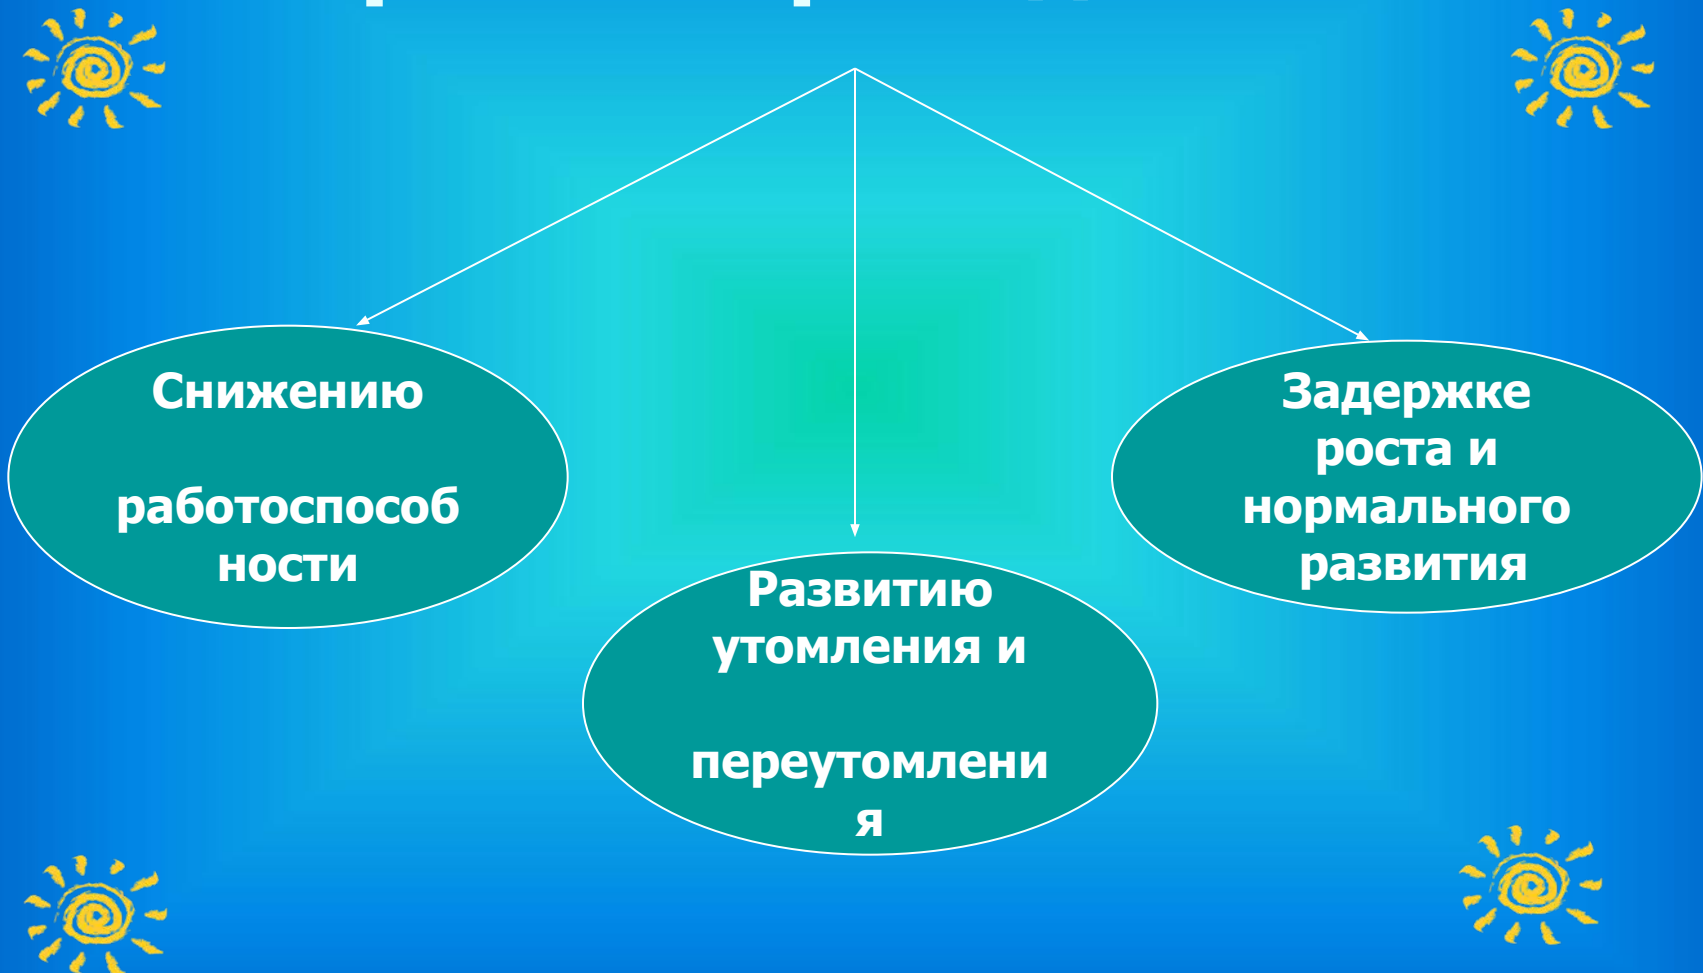 Снижению
работоспособ
ности
Развитию
утомления и
переутомлени
я
Задержке
роста и
нормального
развития